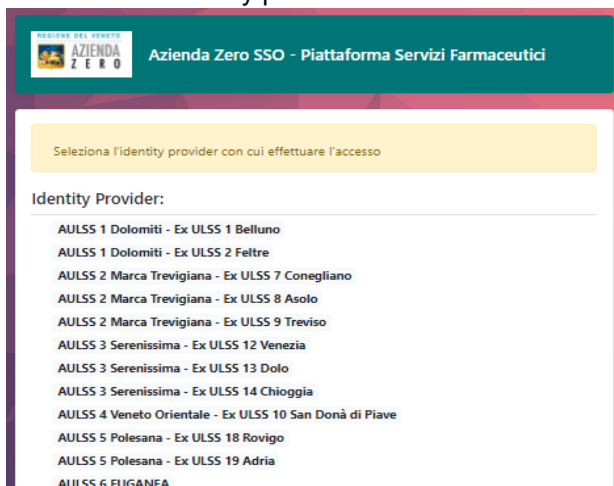 REGIONE DEL VENETO
AZIENDA
ZERO
Azienda Zero SSO - Piattaforma Servizi Farmaceutici
Seleziona l'identity provider con cui effettuare l'accesso
Identity Provider:
AULSS 1 Dolomiti - Ex ULSS 1 Belluno
AULSS 1 Dolomiti - Ex ULSS 2 Feltre
AULSS 2 Marca Trevigiana - Ex ULSS 7 Conegliano
AULSS 2 Marca Trevigiana - Ex ULSS 8 Asolo
AULSS 2 Marca Trevigiana - Ex ULSS 9 Treviso
AULSS 3 Serenissima - Ex ULSS 12 Venezia
AULSS 3 Serenissima - Ex ULSS 13 Dolo
AULSS 3 Serenissima - Ex ULSS 14 Chioggia
AULSS 4 Veneto Orientale - Ex ULSS 10 San Donà di Piave
AULSS 5 Polesana - Ex ULSS 18 Rovigo
AULSS 5 Polesana - Ex ULSS 19 Adria
AULSS 6 EUGANEA